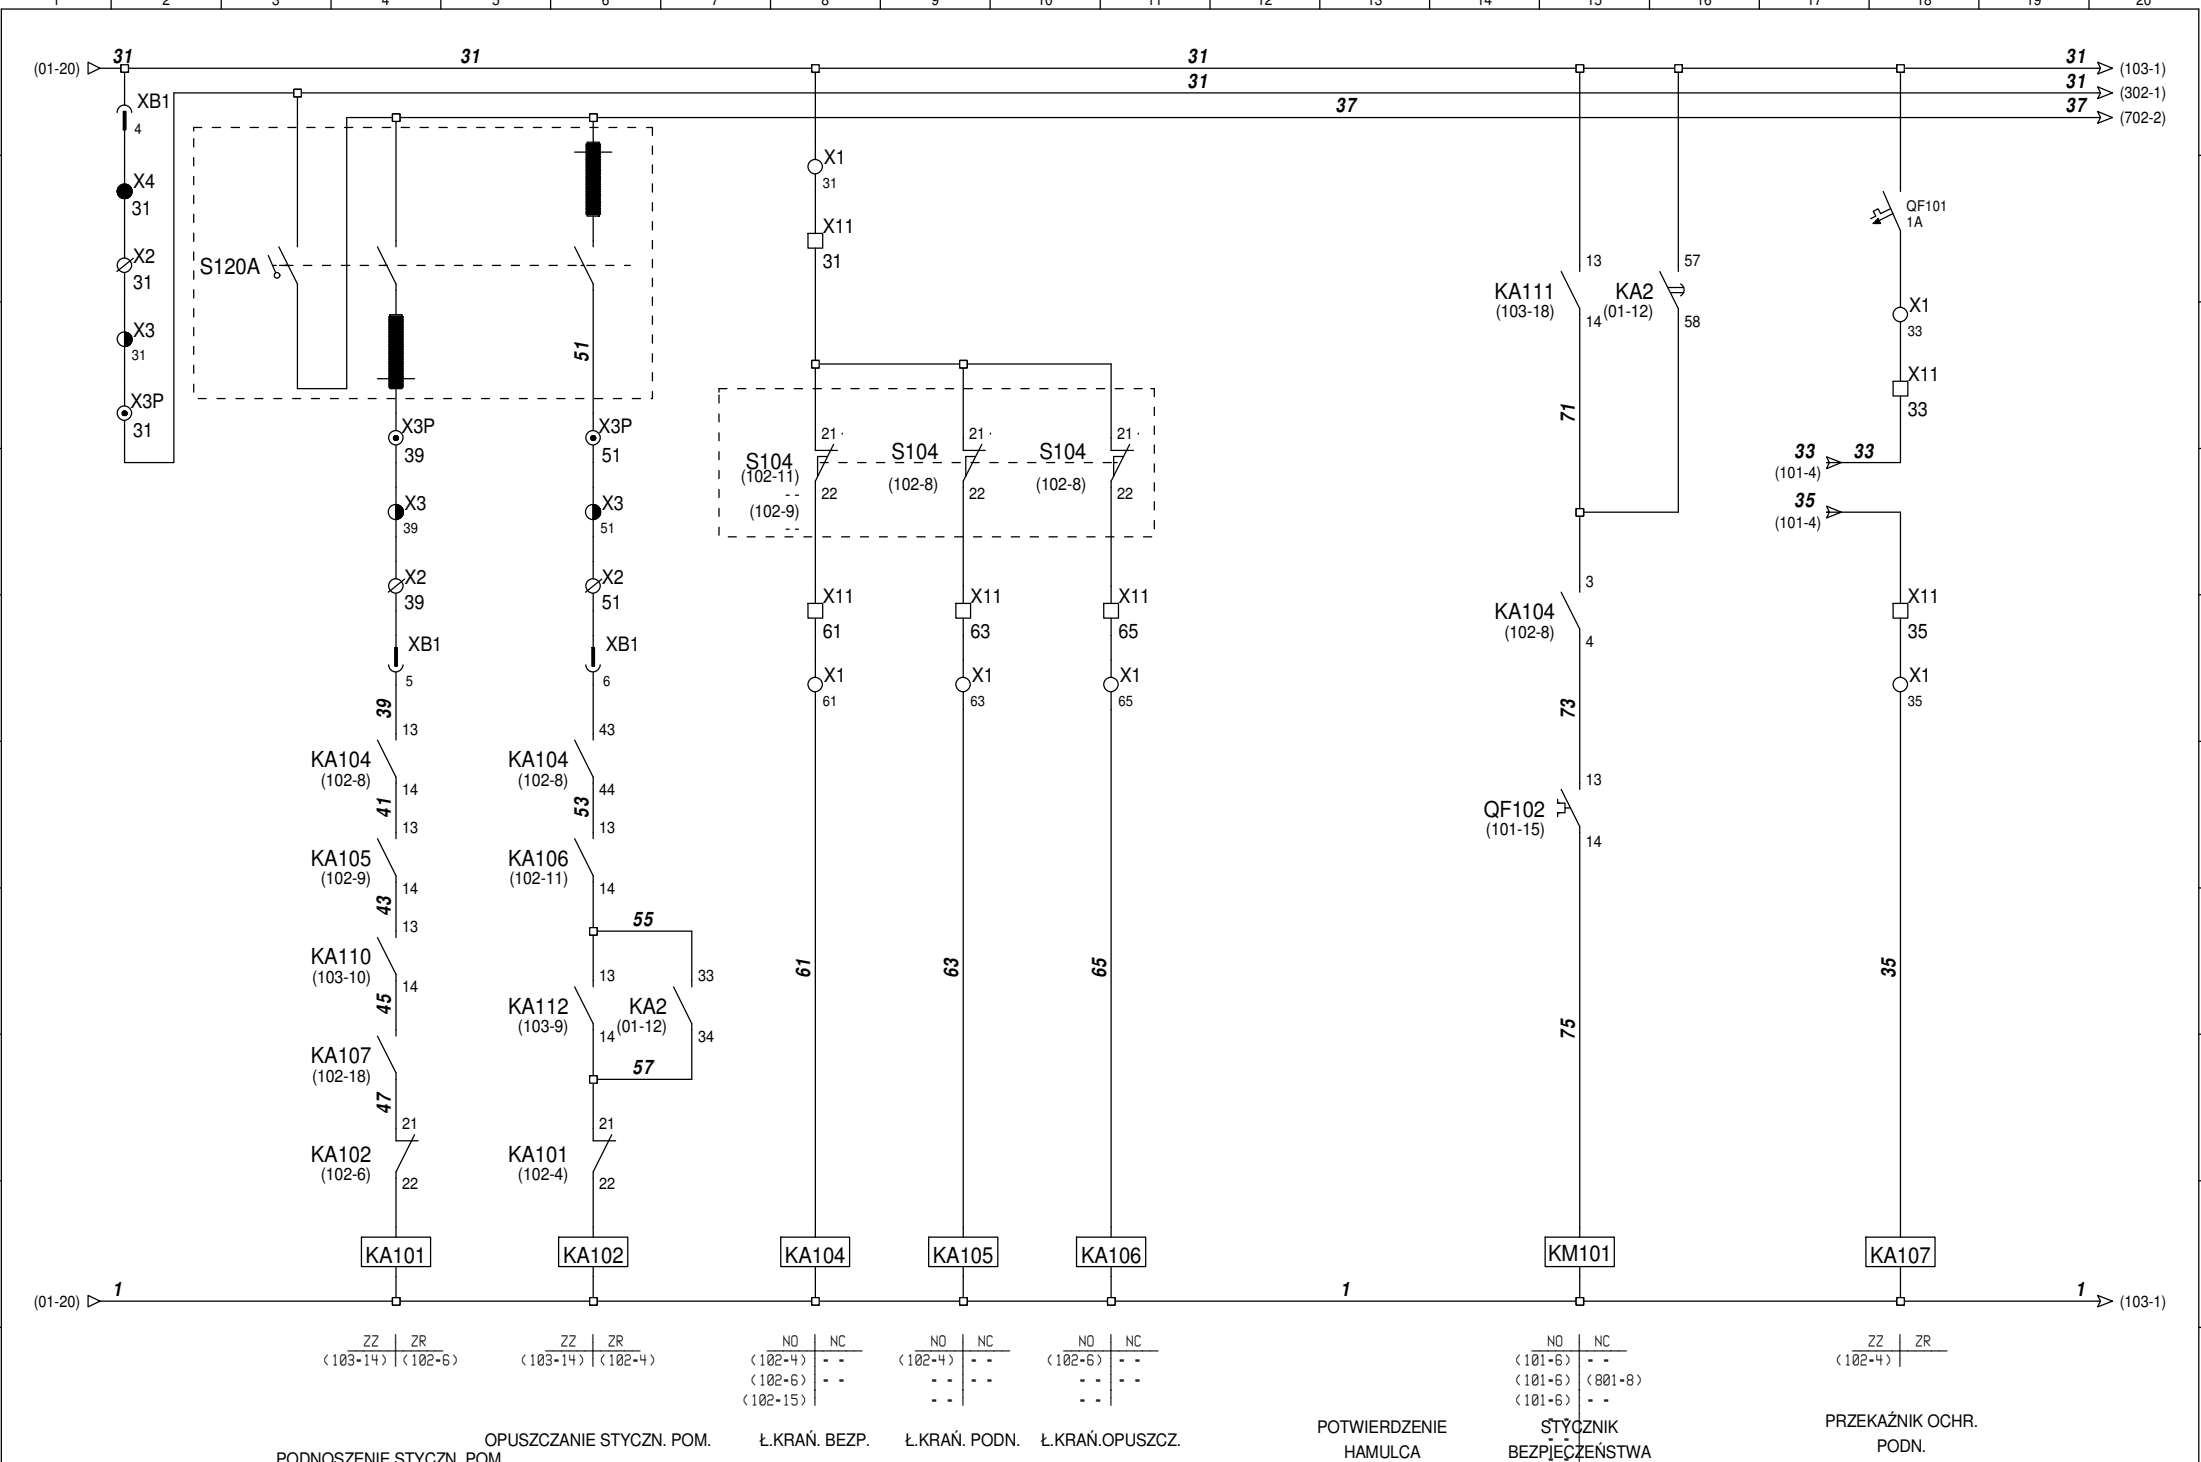 1 2 3 4 5 6 7 8 9 10 11 12 13 14 15 16 17 18 19 20
(01-20) 31 31 31 31 (103-1)
31 31 (302-1)
37 37 (702-2)
XB1
4
X4
31
X2
31
X3
31
X3P
31
S120A
51
X3P
39
X3
39
X2
39
XB1
5
39
13
KA104
(102-8)
14
41
13
KA105
(102-9)
14
43
13
KA110
(103-10)
14
45
KA107
(102-18)
47
21
KA102
(102-6)
22
KA101
X3P
51
X3
51
X2
51
XB1
6
43
KA104
(102-8)
44
53
13
KA106
(102-11)
14
55
13
KA112
(103-9)
14
33
KA2
(01-12)
34
57
21
KA101
(102-4)
22
KA102
X1
31
X11
31
21
S104
(102-11)
- -
(102-9)
- -
22
X11
61
X1
61
61
KA104
21
S104
(102-8)
22
X11
63
X1
63
63
KA105
21
S104
(102-8)
22
X11
65
X1
65
65
KA106
13
KA111
(103-18)
14
57
KA2
(01-12)
58
71
3
KA104
(102-8)
4
73
13
QF102
(101-15)
14
75
KM101
QF101
1A
X1
33
X11
33
33 33
(101-4)
35
(101-4)
X11
35
X1
35
35
KA107
(01-20) 1 1 1 (103-1)
ZZ ZR
(103-14) (102-6)
ZZ ZR
(103-14) (102-4)
NO NC
(102-4) - -
(102-6) - -
(102-15)
NO NC
(102-4) - -
- - - -
- -
NO NC
(102-6) - -
- - - -
- -
NO NC
(101-6) - -
(101-6) (801-8)
(101-6) - -
- -
- -
ZZ ZR
(102-4)
PODNOSZENIE STYCZN. POM.
OPUSZCZANIE STYCZN. POM.
Ł.KRAŃ. BEZP.
Ł.KRAŃ. PODN.
Ł.KRAŃ.OPUSZCZ.
POTWIERDZENIE
HAMULCA
STYCZNIK
BEZPIECZEŃSTWA
PRZEKAŹNIK OCHR.
PODN.